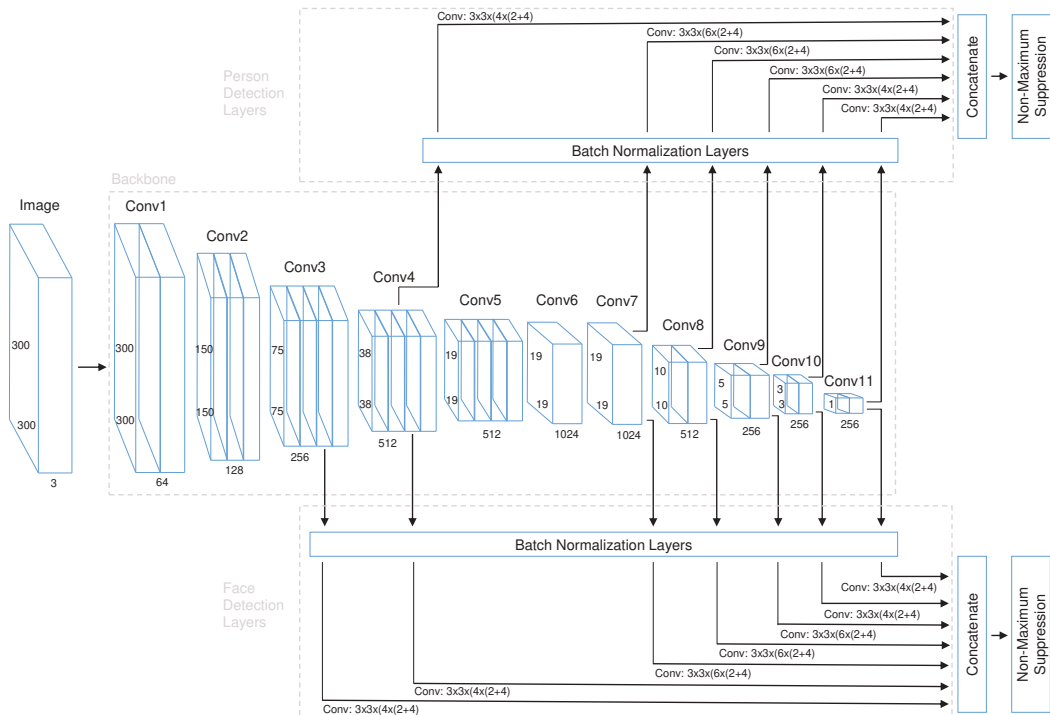 Conv: 3x3x(4x(2+4)
Conv: 3x3x(6x(2+4)
Conv: 3x3x(6x(2+4)
Conv: 3x3x(6x(2+4)
Conv: 3x3x(4x(2+4)
Conv: 3x3x(4x(2+4)
Person
Detection
Layers
Concatenate
Non-Maximum
Suppression
Batch Normalization Layers
Backbone
Image
300
300
3
Conv1
300
300
64
Conv2
150
150
128
Conv3
75
75
256
Conv4
38
38
512
Conv5
19
19
512
Conv6
19
19
1024
Conv7
19
19
1024
Conv8
10
10
512
Conv9
5
5
256
Conv10
3
3
256
Conv11
1
256
Batch Normalization Layers
Face
Detection
Layers
Conv: 3x3x(4x(2+4)
Conv: 3x3x(4x(2+4)
Conv: 3x3x(6x(2+4)
Conv: 3x3x(6x(2+4)
Conv: 3x3x(6x(2+4)
Conv: 3x3x(4x(2+4)
Conv: 3x3x(4x(2+4)
Concatenate
Non-Maximum
Suppression